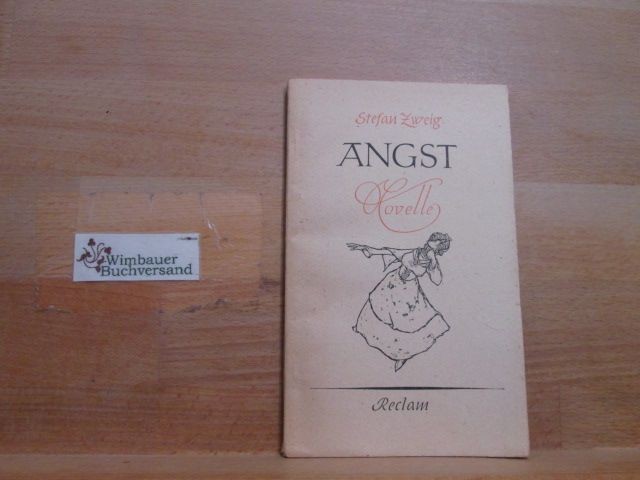 Stefan Zweig
ANGST
Novelle
Reclam
Wimbauer
Buchversand